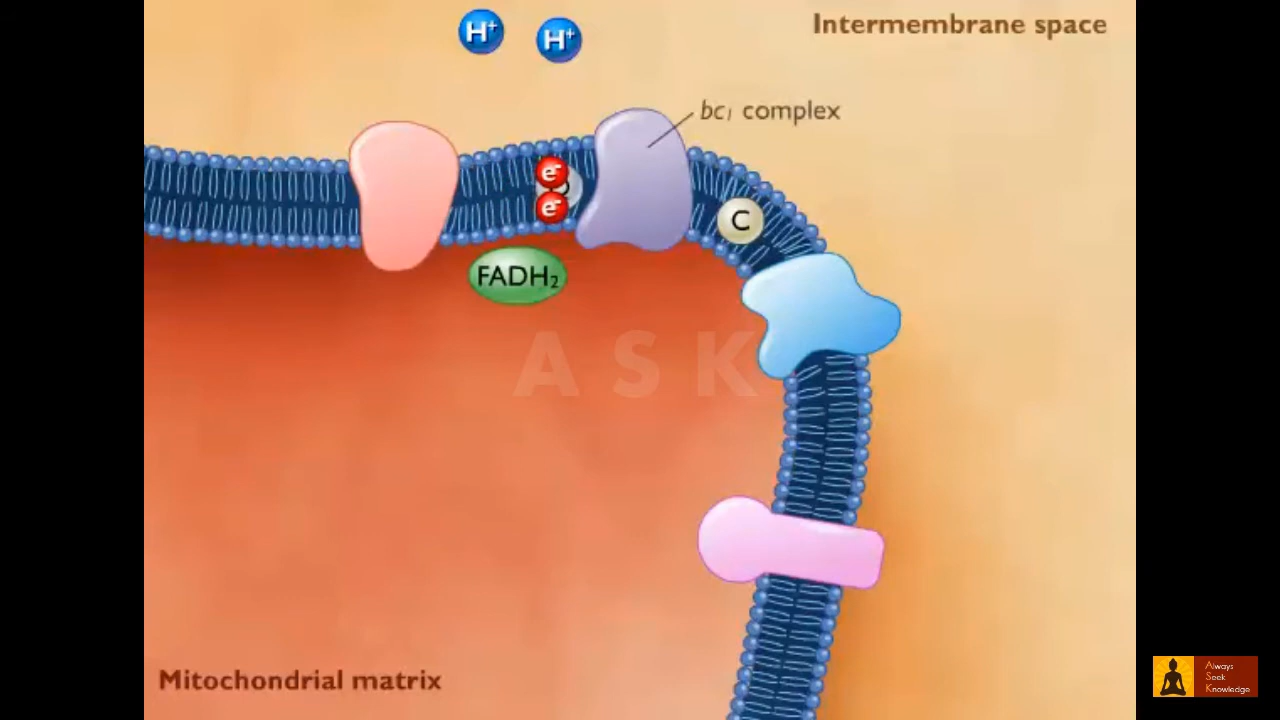 H⁺ H⁺
Intermembrane space
bc₁ complex
e⁻
e⁻
C
FADH₂
A S K
Mitochondrial matrix
Always
Seek
Knowledge